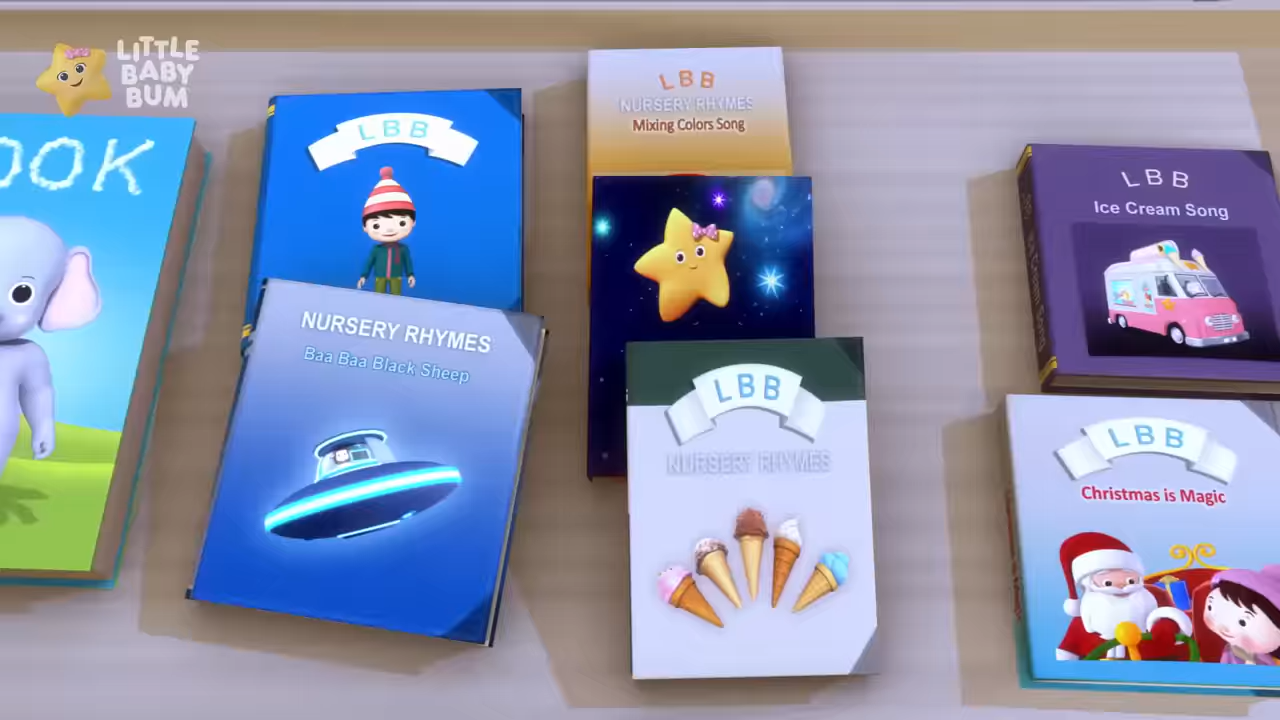 LITTLE
BABY
BUM
OOK
LBB
NURSERY RHYMES
Baa Baa Black Sheep
LBB
NURSERY RHYMES
Mixing Colors Song
LBB
NURSERY RHYMES
LBB
Ice Cream Song
LBB
Christmas is Magic